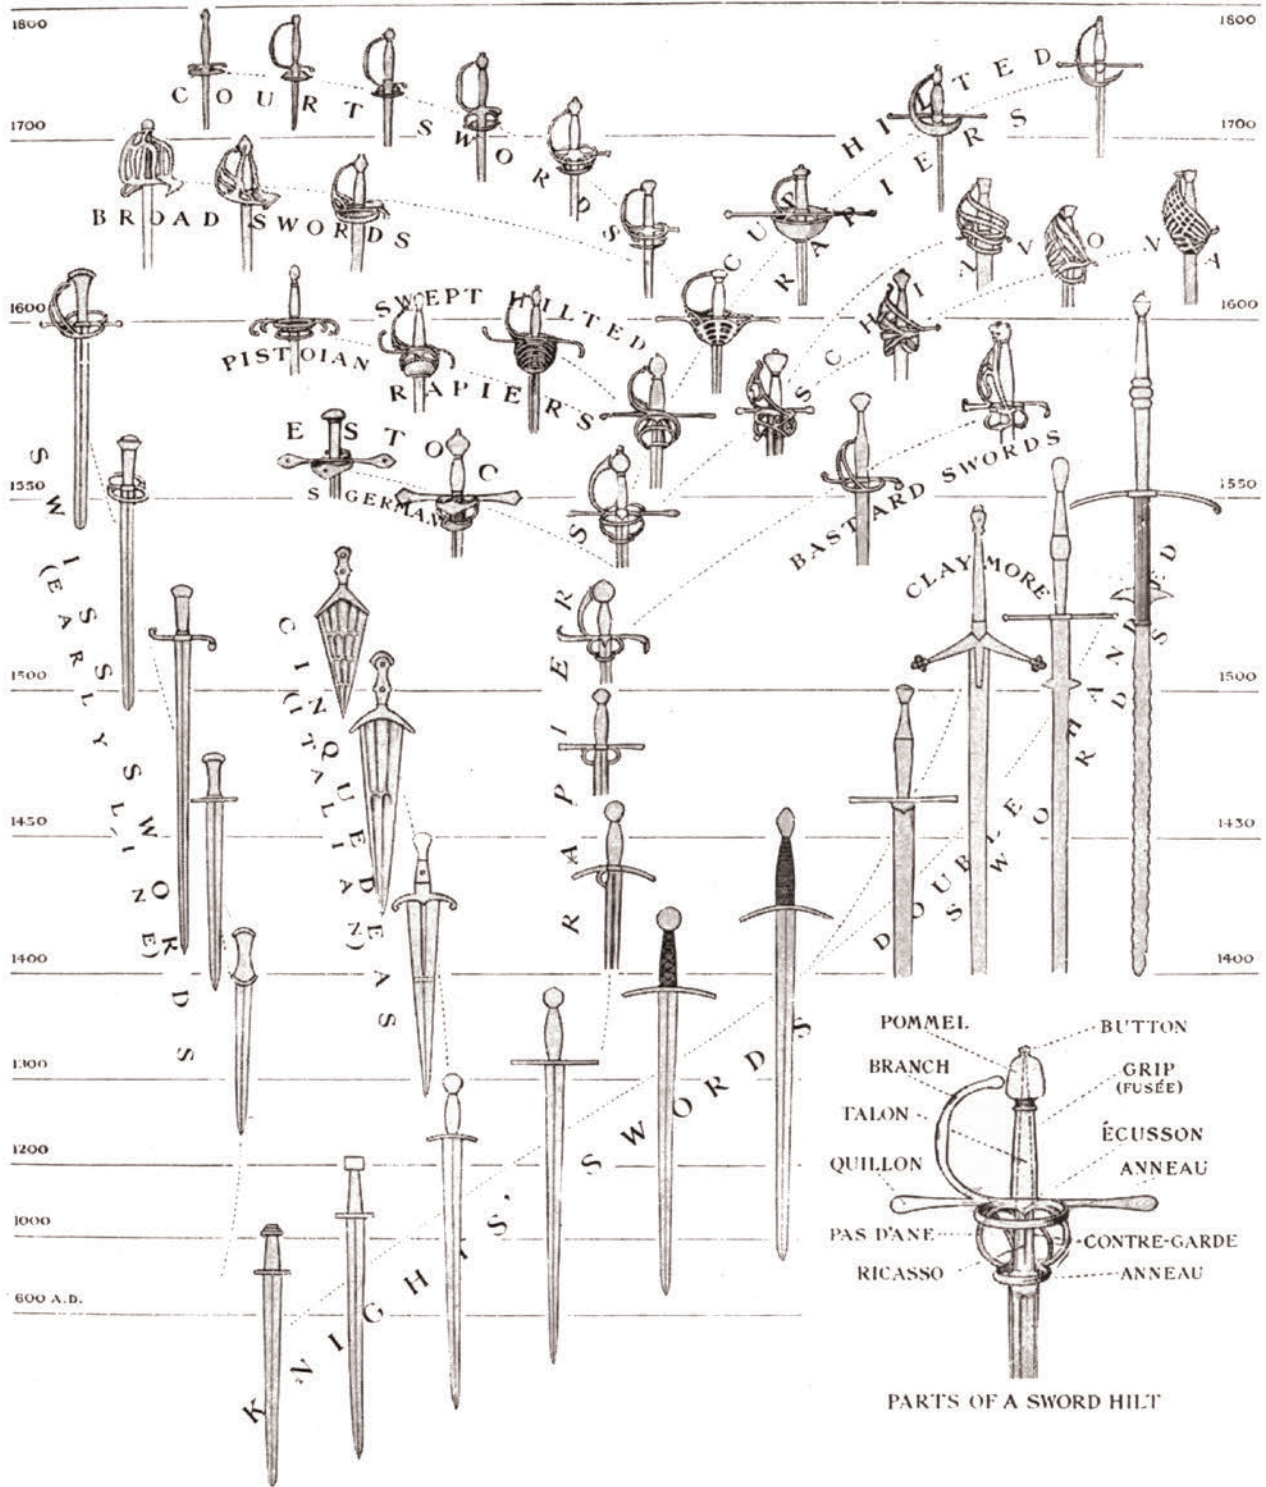 1800 1800
COURT SWORDS
CUP HILTED RAPIERS
1700 1700
BROAD SWORDS
SCHIAVONA
1600 1600
SWEPT HILTED
PISTOIAN RAPIERS
ESTOC
S GERMAN
BASTARD SWORDS
1550 1550
SWISS SWORDS
(EARLY S. LINE)
CINQUEDEAS
(ITALIAN)
CLAYMORE
RAPIERS
DOUBLE HANDED SWORDS
1500 1500
1450 1430
1400 1400
1300
1200
1000
600 A.D.
KNIGHTS' SWORDS
POMMEL
BUTTON
BRANCH
GRIP
(FUSÉE)
TALON
ÉCUSSON
QUILLON
ANNEAU
PAS D'ANE
CONTRE-GARDE
RICASSO
ANNEAU
PARTS OF A SWORD HILT